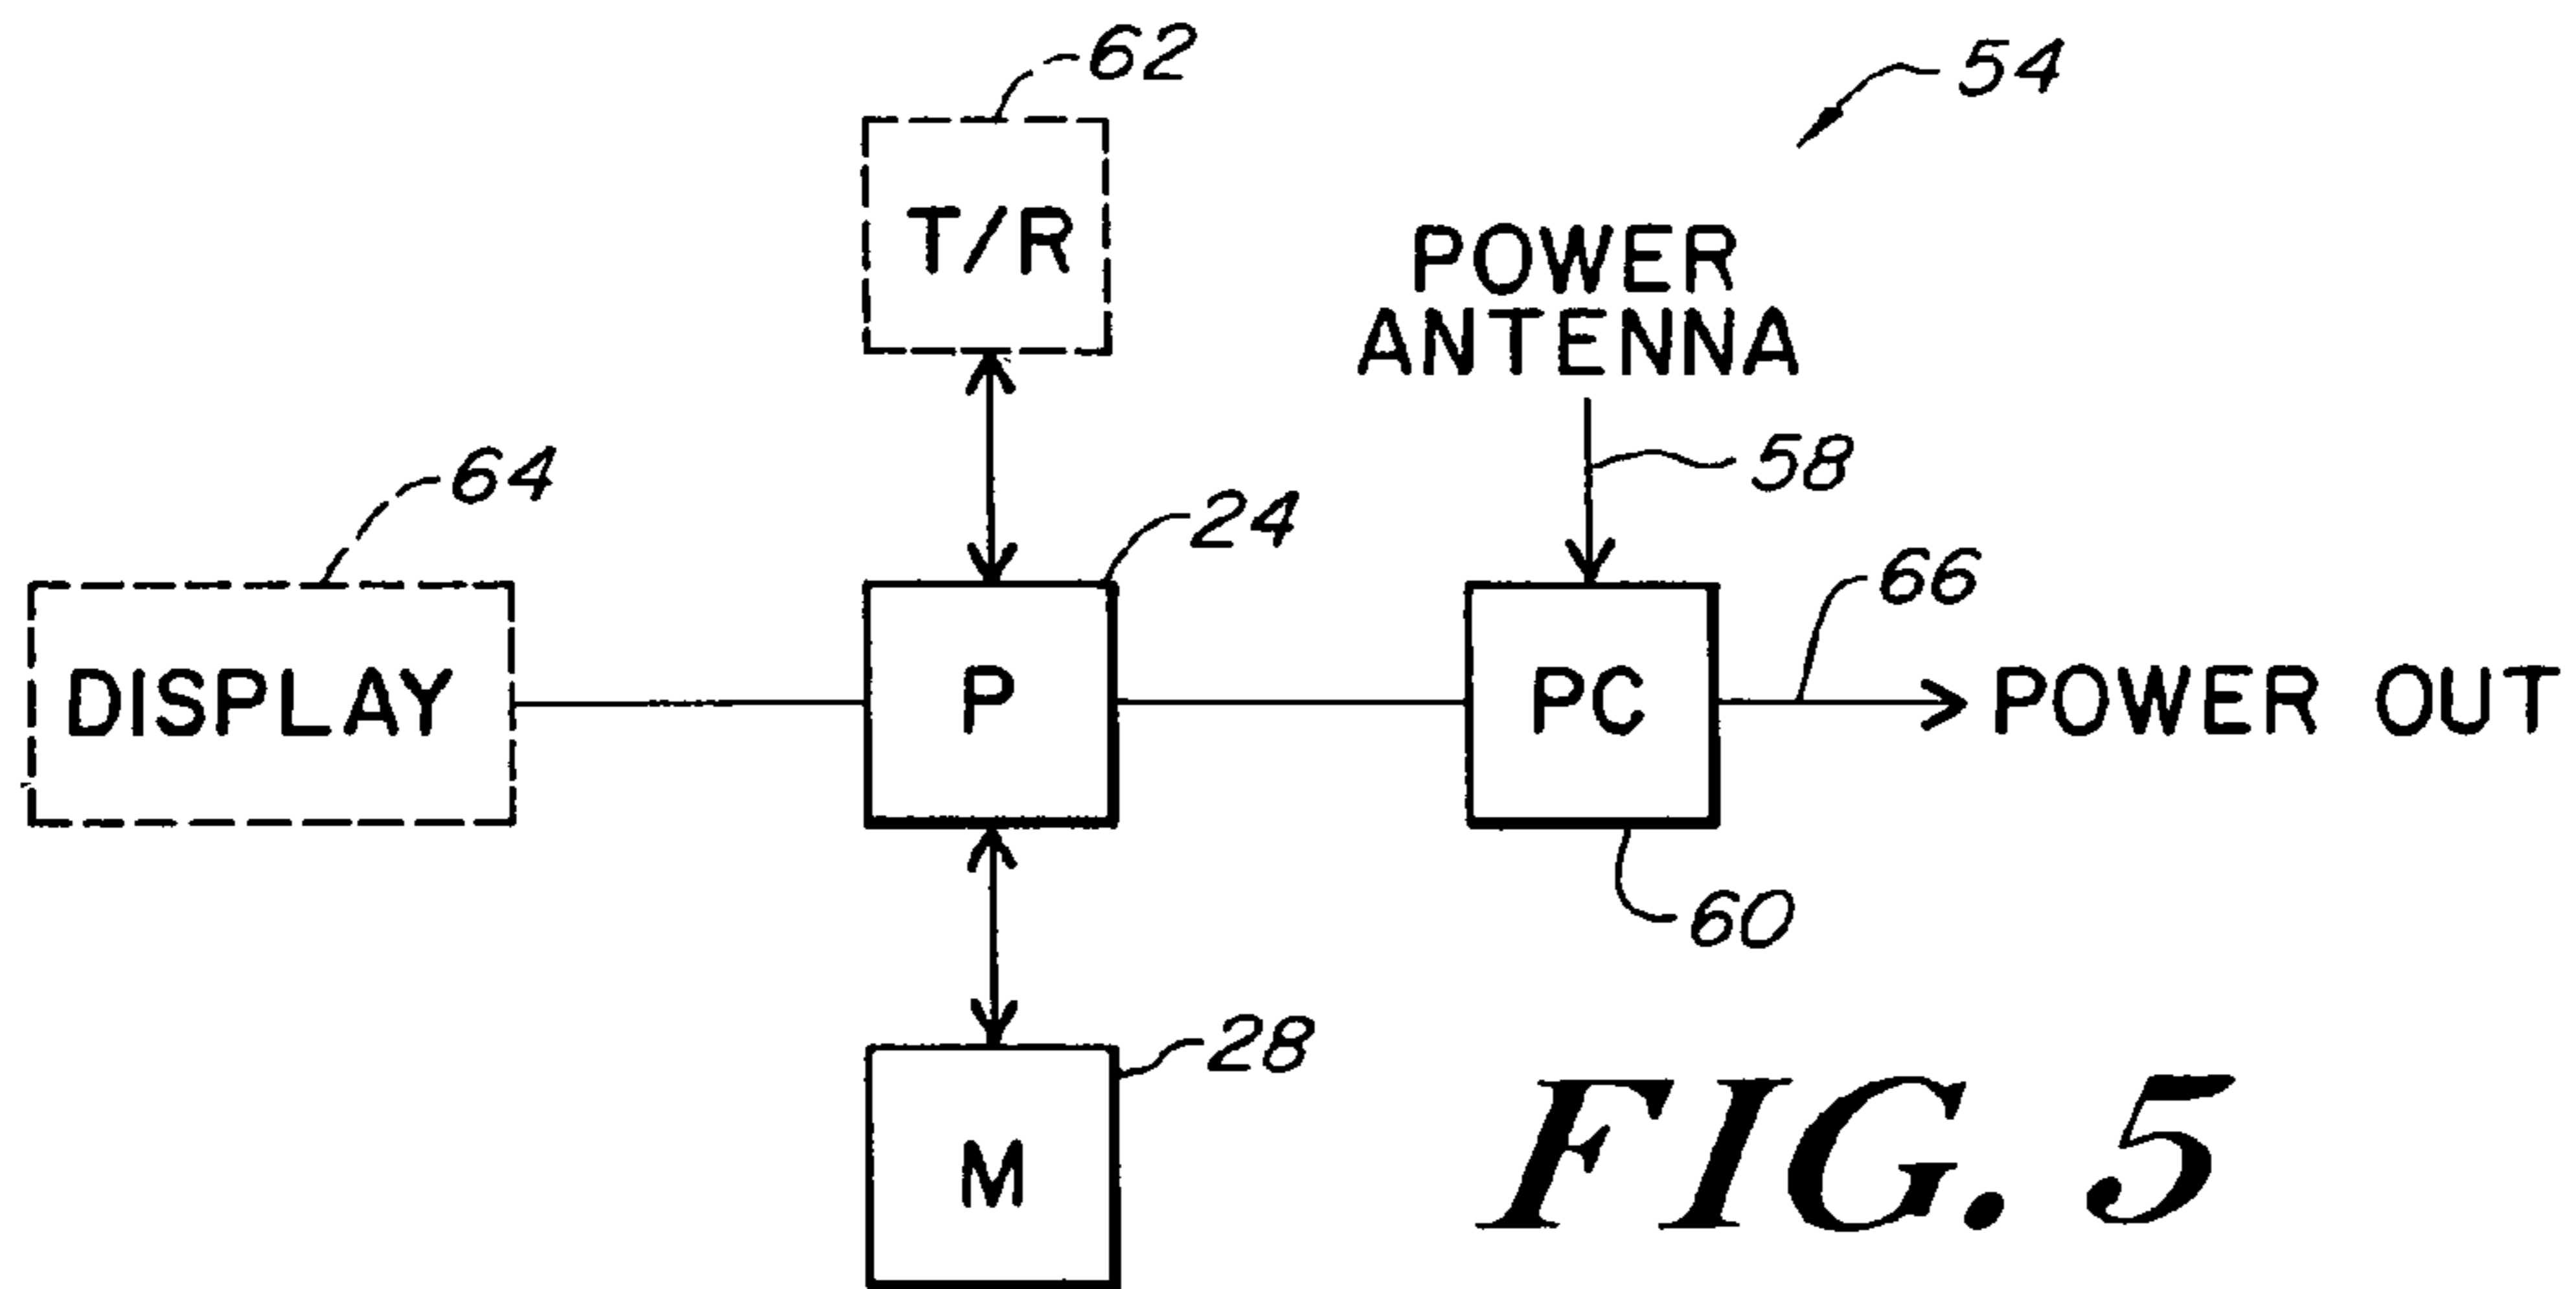 62
54
T/R
POWER
ANTENNA
64
58
24
66
DISPLAY
P
PC
POWER OUT
60
28
M
FIG. 5